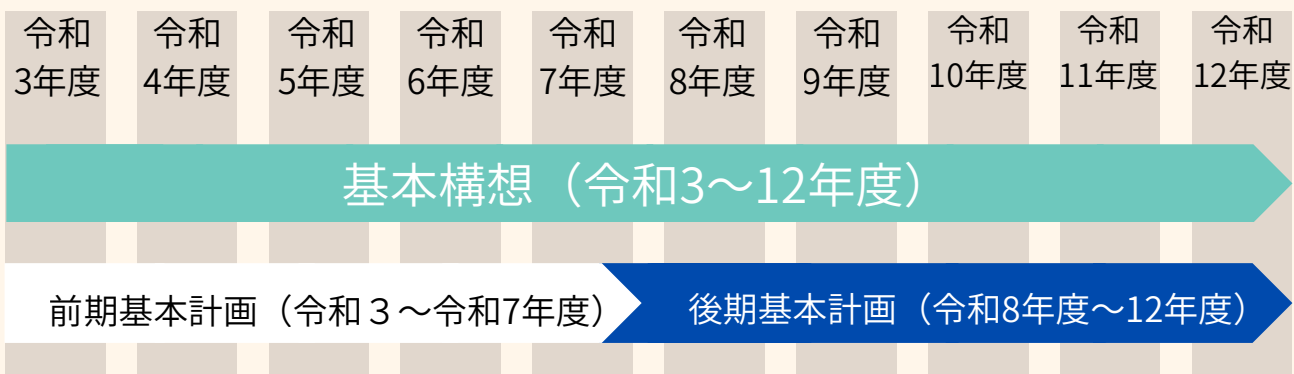 令和
3年度
令和
4年度
令和
5年度
令和
6年度
令和
7年度
令和
8年度
令和
9年度
令和
10年度
令和
11年度
令和
12年度
基本構想（令和3～12年度）
前期基本計画（令和３～令和7年度）
後期基本計画（令和8年度～12年度）